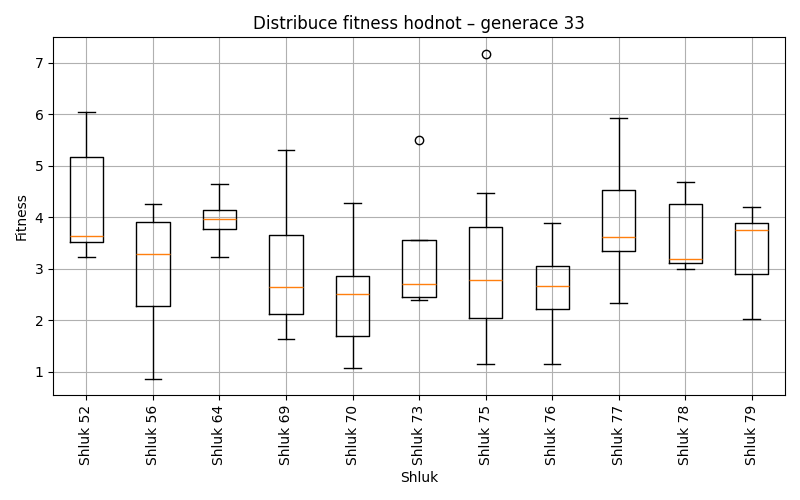 Distribuce fitness hodnot – generace 33
Fitness
7
6
5
4
3
2
1
Shluk 52
Shluk 56
Shluk 64
Shluk 69
Shluk 70
Shluk 73
Shluk 75
Shluk 76
Shluk 77
Shluk 78
Shluk 79
Shluk